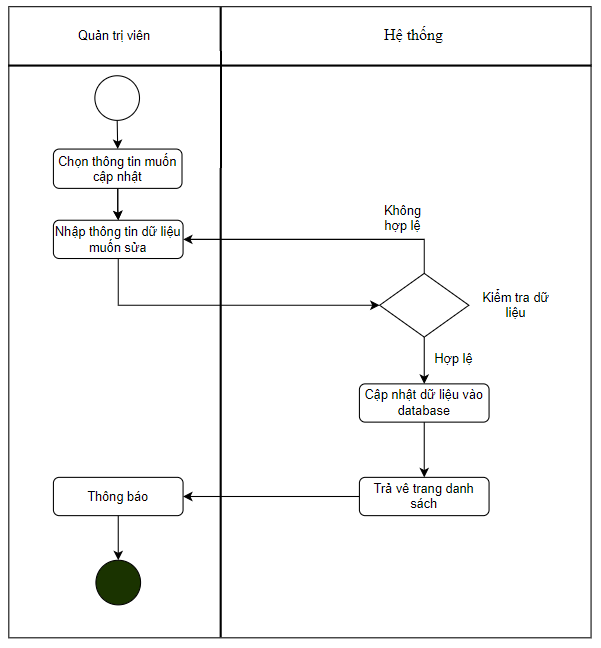 Quản trị viên
Hệ thống
Chọn thông tin muốn
cập nhật
Nhập thông tin dữ liệu
muốn sửa
Không
hợp lệ
Kiểm tra dữ
liệu
Hợp lệ
Cập nhật dữ liệu vào
database
Trả vê trang danh
sách
Thông báo